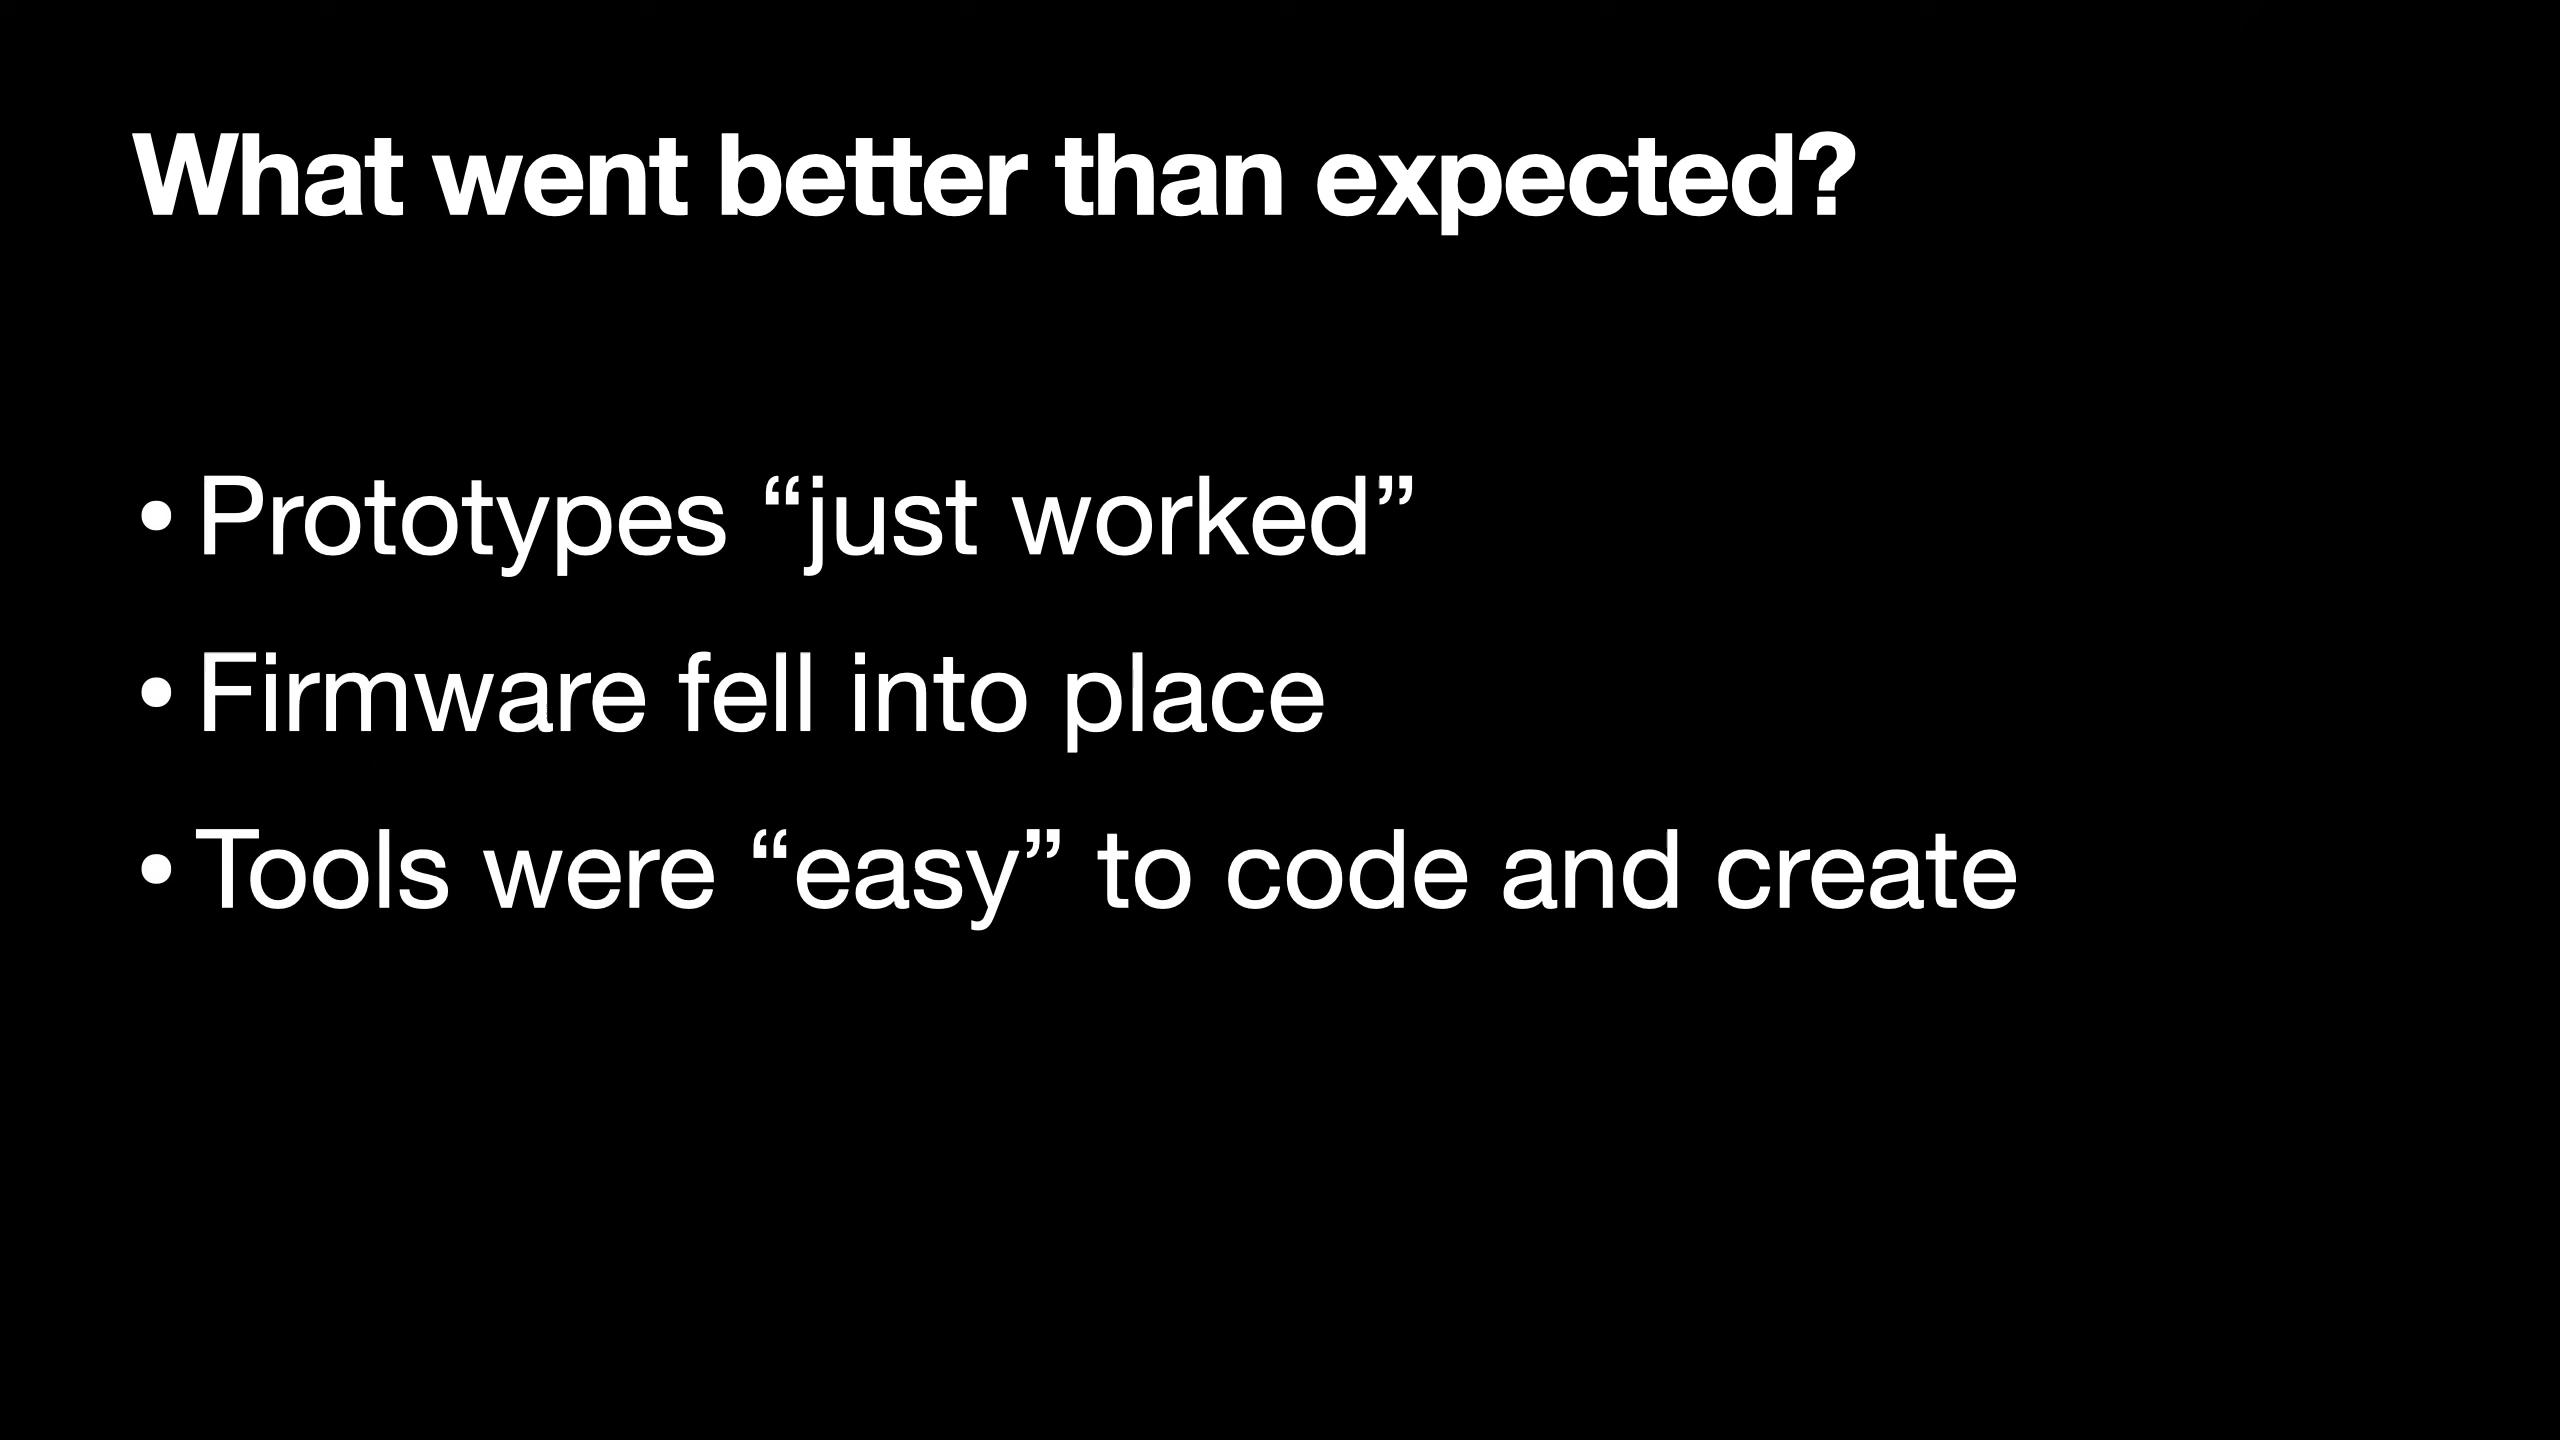 What went better than expected?
• Prototypes “just worked”
• Firmware fell into place
• Tools were “easy” to code and create